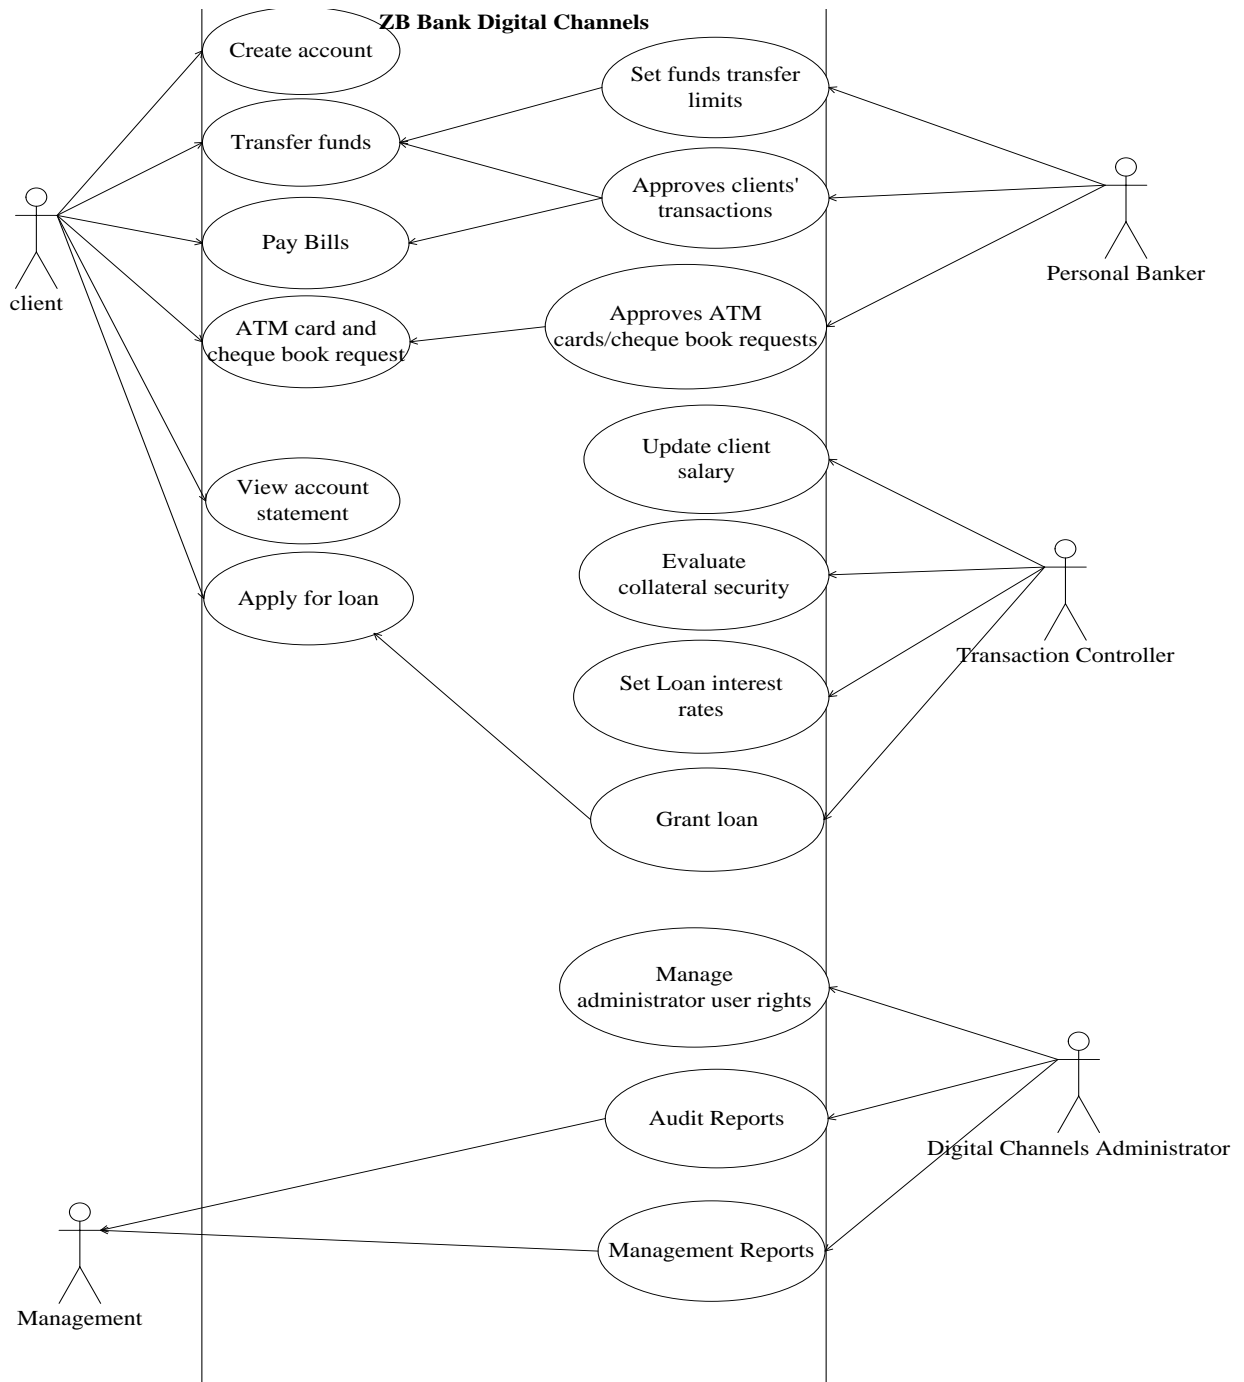 ZB Bank Digital Channels
Create account
Set funds transfer
limits
Transfer funds
Approves clients'
transactions
Pay Bills
Personal Banker
client
ATM card and
cheque book request
Approves ATM
cards/cheque book requests
Update client
salary
View account
statement
Evaluate
collateral security
Apply for loan
Transaction Controller
Set Loan interest
rates
Grant loan
Manage
administrator user rights
Audit Reports
Digital Channels Administrator
Management Reports
Management